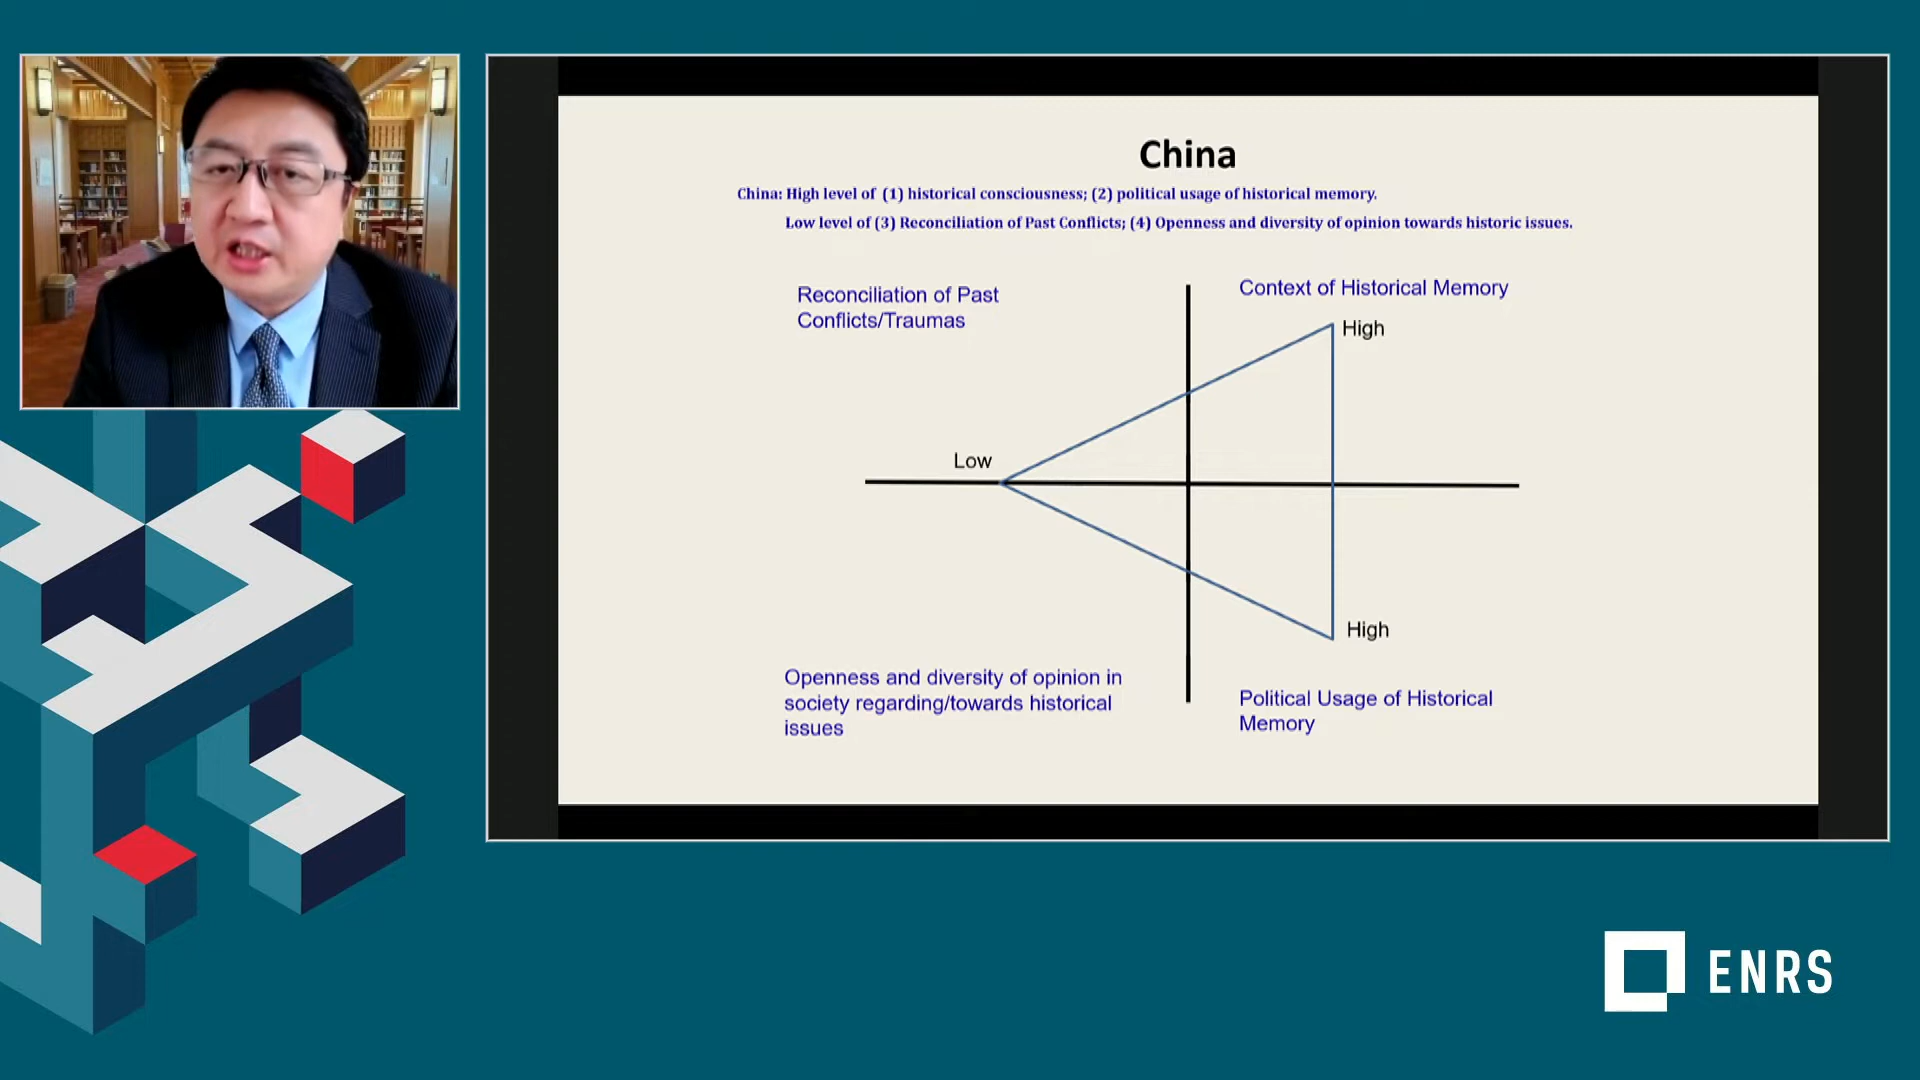 China
China: High level of (1) historical consciousness; (2) political usage of historical memory.
Low level of (3) Reconciliation of Past Conflicts; (4) Openness and diversity of opinion towards historic issues.
Reconciliation of Past
Conflicts/Traumas
Context of Historical Memory
High
Low
High
Openness and diversity of opinion in
society regarding/towards historical
issues
Political Usage of Historical
Memory
ENRS